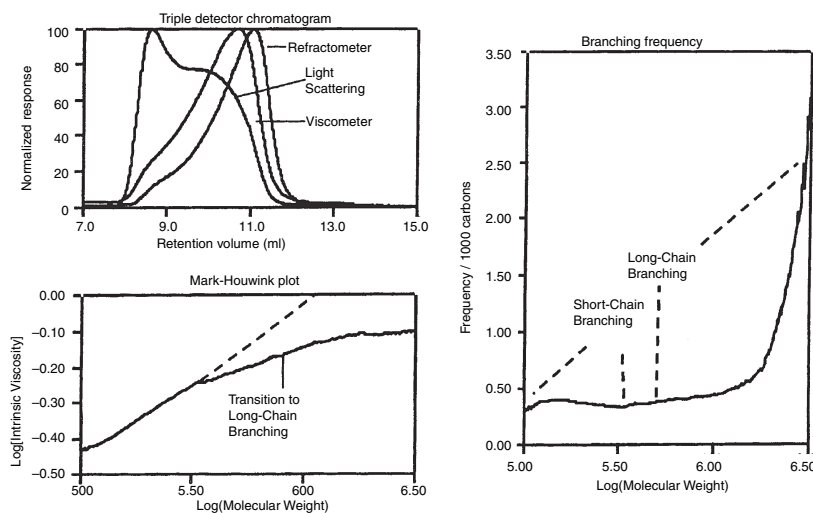 Triple detector chromatogram
100
80
60
40
20
0
Normalized response
Refractometer
Light
Scattering
Viscometer
7.0
9.0
11.0
13.0
15.0
Retention volume (ml)
Mark-Houwink plot
0.00
–0.10
–0.20
–0.30
–0.40
–0.50
Log[Intrinsic Viscosity]
Transition to
Long-Chain
Branching
500
5.50
600
6.50
Log(Molecular Weight)
Branching frequency
3.50
3.00
2.50
2.00
1.50
1.00
0.50
0.00
Frequency / 1000 carbons
Long-Chain
Branching
Short-Chain
Branching
5.00
5.50
6.00
6.50
Log(Molecular Weight)